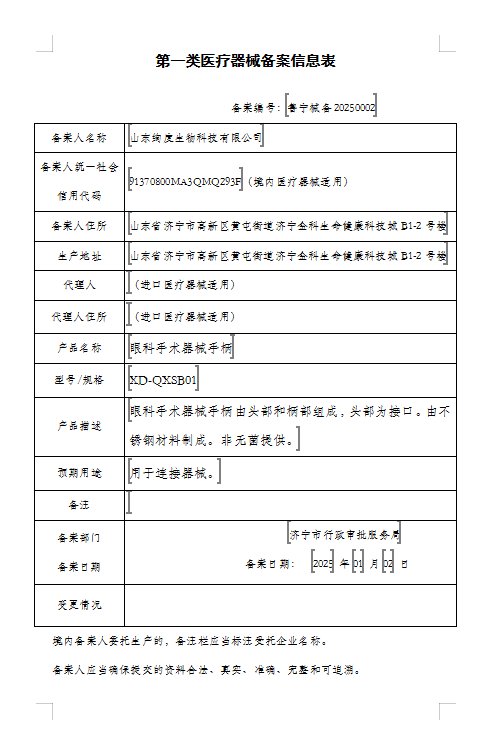 第一类医疗器械备案信息表
备案编号：鲁宁械备20250002
备案人名称 山东绚度生物科技有限公司
备案人统一社会
信用代码
91370800MA3QMQ293F（境内医疗器械适用）
备案人住所 山东省济宁市高新区黄屯街道济宁金科生命健康科技城B1-2号楼
生产地址 山东省济宁市高新区黄屯街道济宁金科生命健康科技城B1-2号楼
代理人 （进口医疗器械适用）
代理人住所 （进口医疗器械适用）
产品名称 眼科手术器械手柄
型号/规格 XD-QXSB01
产品描述
眼科手术器械手柄由头部和柄部组成，头部为接口。由不
锈钢材料制成。非无菌提供。
预期用途 用于连接器械。
备注
备案部门 济宁市行政审批服务局
备案日期 备案日期： 2025 年 01 月 02 日
变更情况
境内备案人委托生产的，备注栏应当标注受托企业名称。
备案人应当确保提交的资料合法、真实、准确、完整和可追溯。